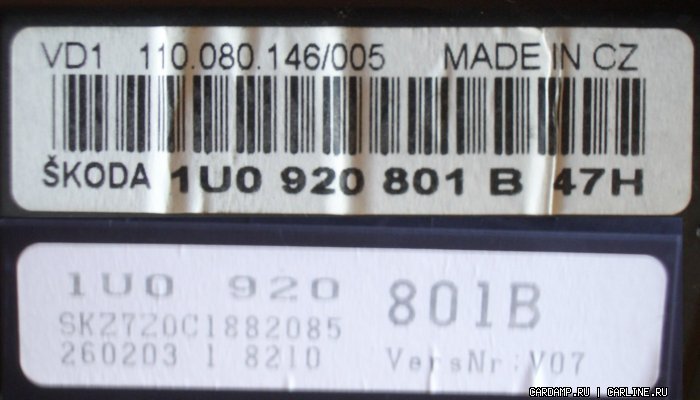 VD1 110.080.146/005 MADE IN CZ
ŠKODA 1U0 920 801 B 47H
1U0 920 801B
SKZ7Z0C1882085
260203 1 8210 VersNr:V07
CARDAMP.RU | CARLINE.RU